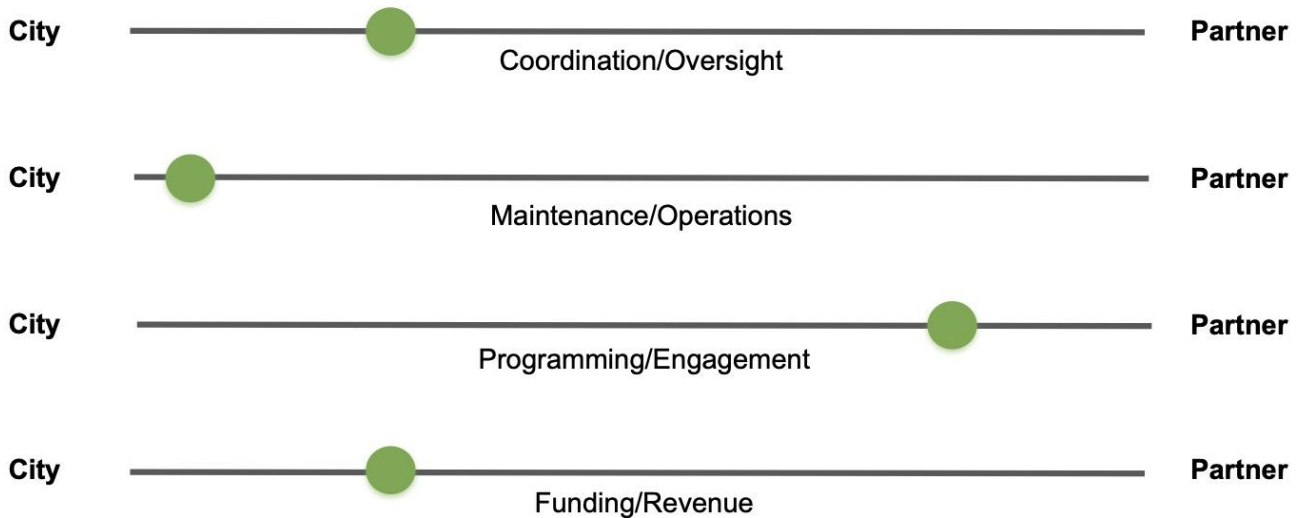 City Partner
Coordination/Oversight
City Partner
Maintenance/Operations
City Partner
Programming/Engagement
City Partner
Funding/Revenue